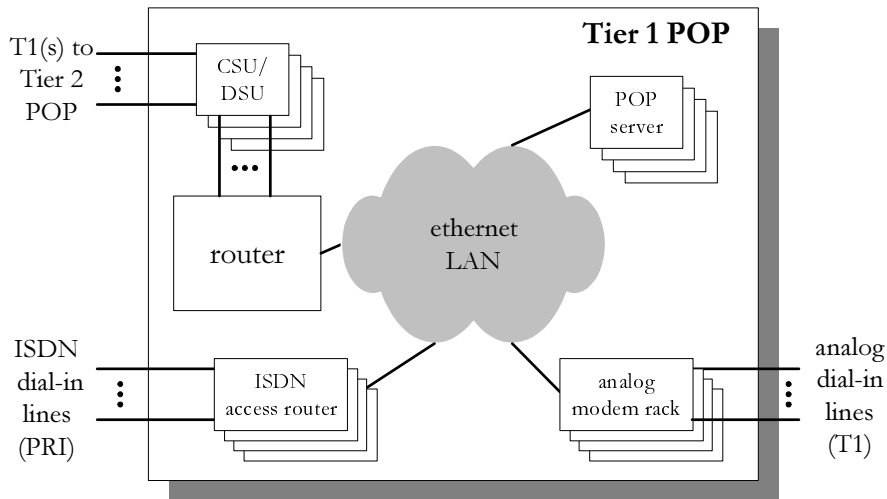 Tier 1 POP
T1(s) to
Tier 2
POP
CSU/
DSU
POP
server
router
ethernet
LAN
ISDN
dial-in
lines
(PRI)
ISDN
access router
analog
modem rack
analog
dial-in
lines
(T1)